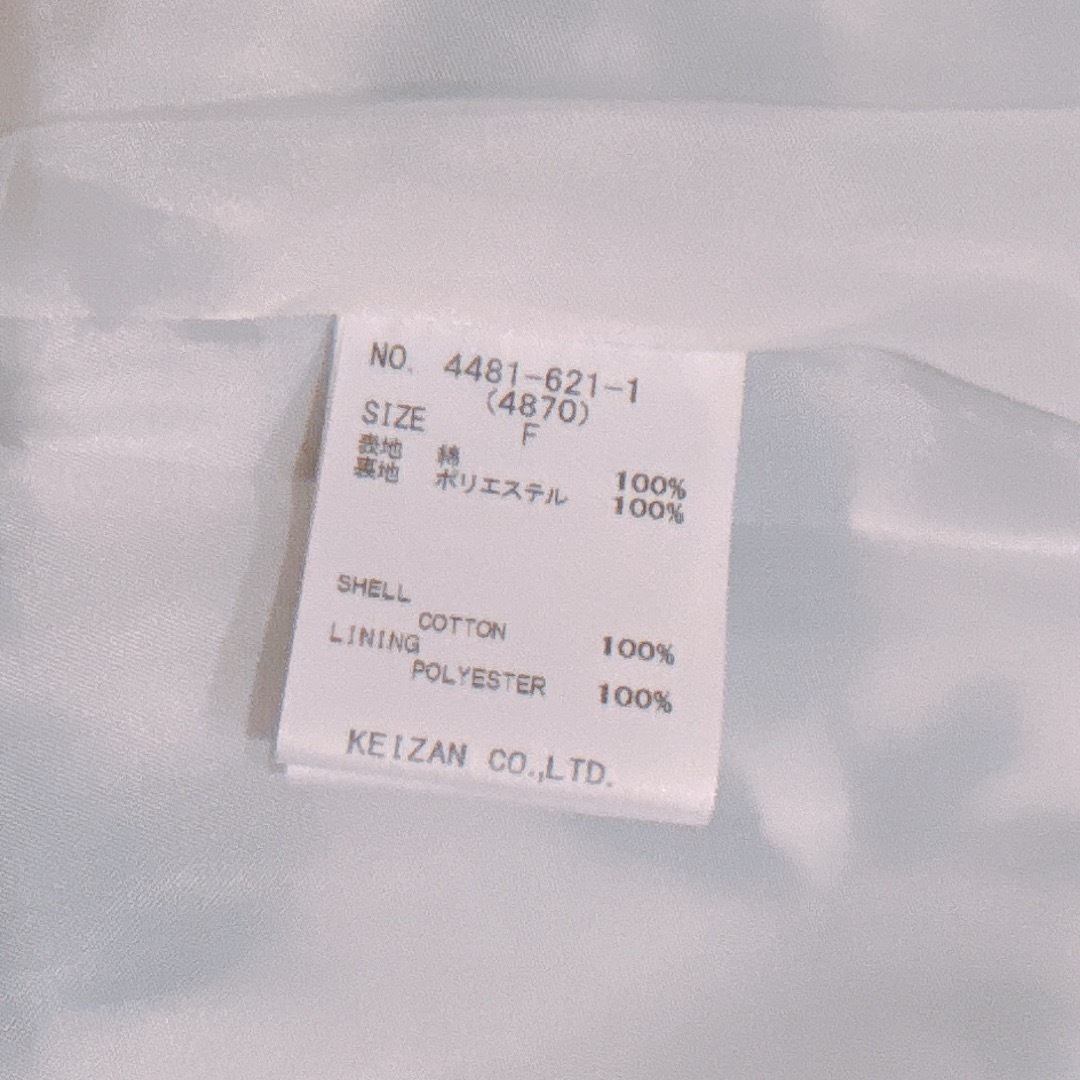 NO. 4481-621-1
(4870)
SIZE F
表地 綿 100%
裏地 ポリエステル 100%
SHELL
COTTON 100%
LINING
POLYESTER 100%
KEIZAN CO.,LTD.